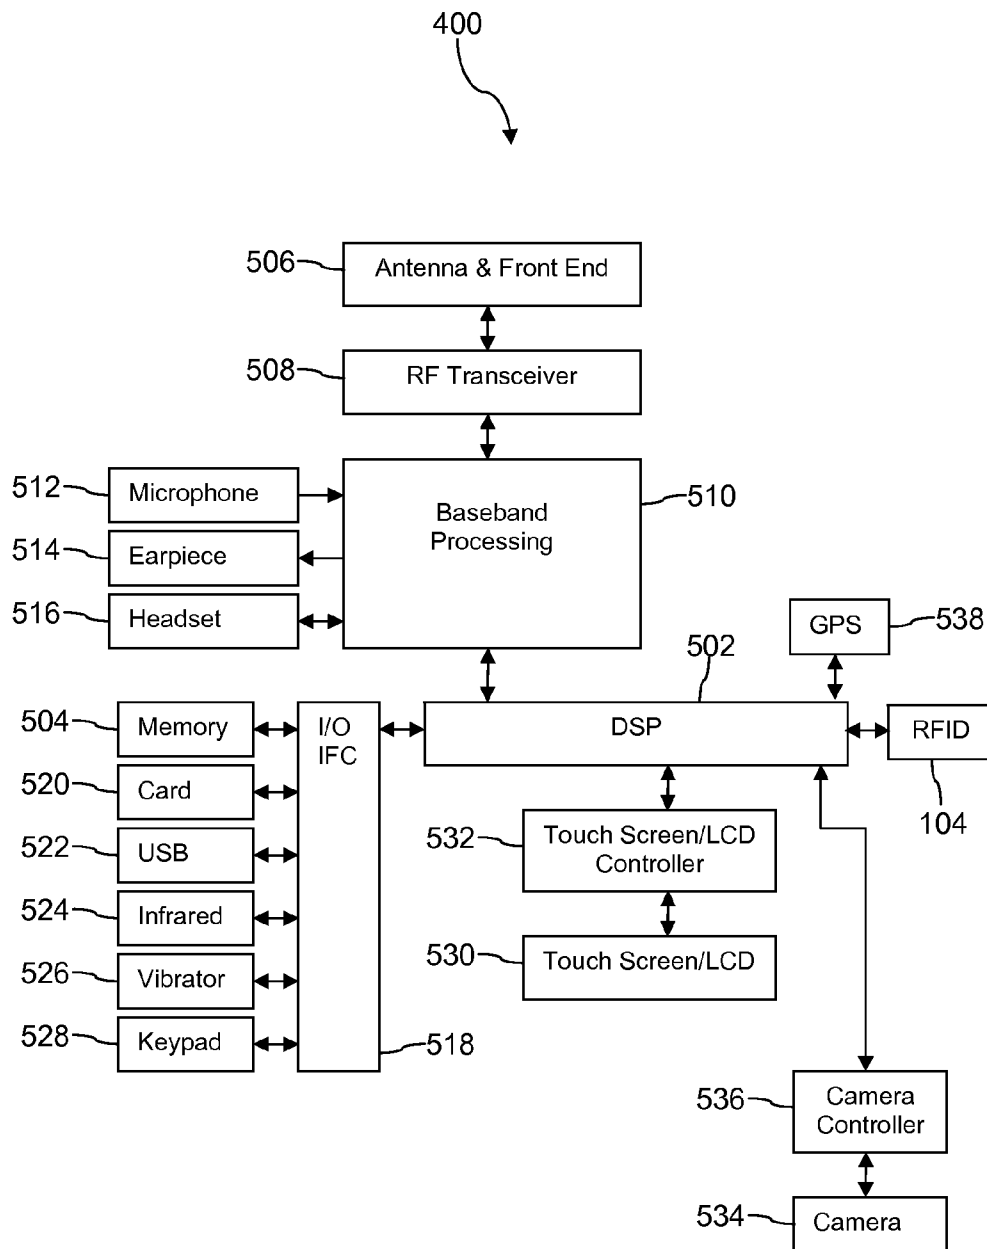 400
506
Antenna & Front End
508
RF Transceiver
512
Microphone
Baseband
Processing
510
514
Earpiece
516
Headset
GPS
538
502
504
Memory
I/O
IFC
DSP
RFID
520
Card
104
532
Touch Screen/LCD
Controller
522
USB
524
Infrared
530
Touch Screen/LCD
526
Vibrator
528
Keypad
518
536
Camera
Controller
534
Camera